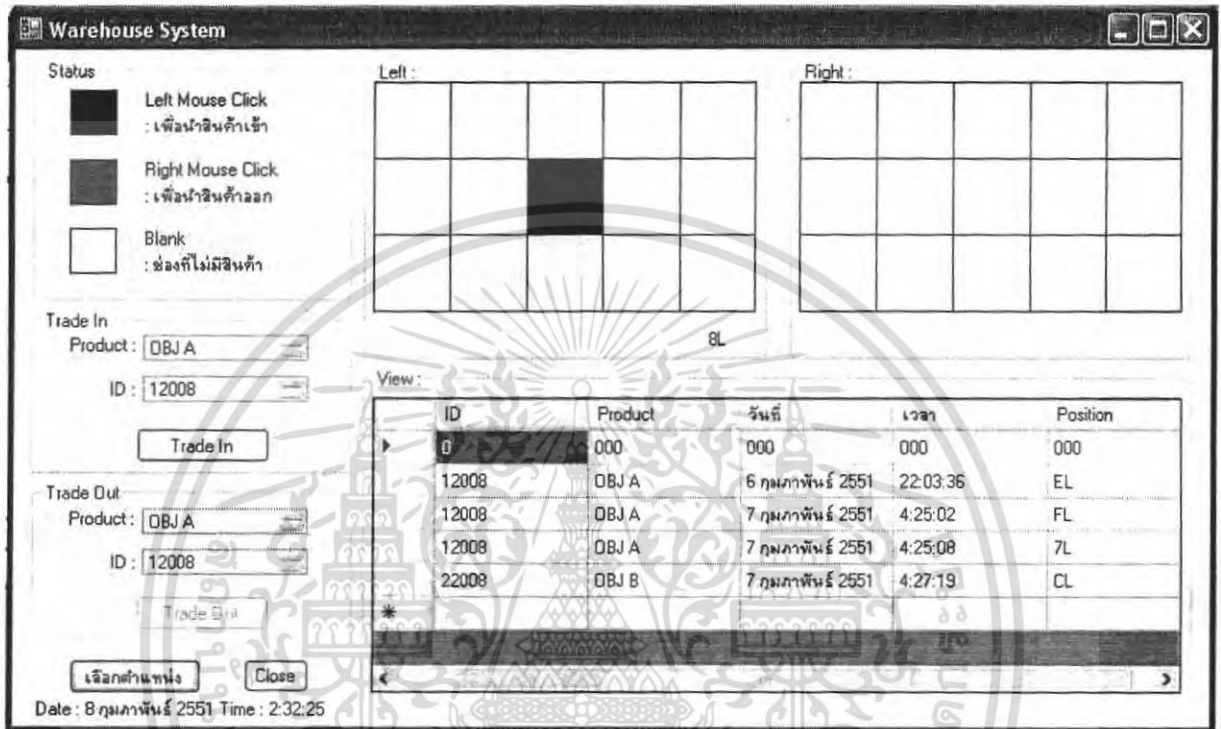 Warehouse System
Status
Left Mouse Click
: เพื่อนำสินค้าเข้า
Right Mouse Click
: เพื่อนำสินค้าออก
Blank
: ช่องที่ไม่มีสินค้า
Trade In
Product : OBJ A
ID : 12008
Trade In
Trade Out
Product : OBJ A
ID : 12008
Trade Out
เลือกตำแหน่ง Close
Date : 8 กุมภาพันธ์ 2551 Time : 2:32:25
Left :
Right :
8L
View :
ID Product วันที่ เวลา Position
0 000 000 000 000
12008 OBJ A 6 กุมภาพันธ์ 2551 22:03:36 EL
12008 OBJ A 7 กุมภาพันธ์ 2551 4:25:02 FL
12008 OBJ A 7 กุมภาพันธ์ 2551 4:25:08 7L
22008 OBJ B 7 กุมภาพันธ์ 2551 4:27:19 CL